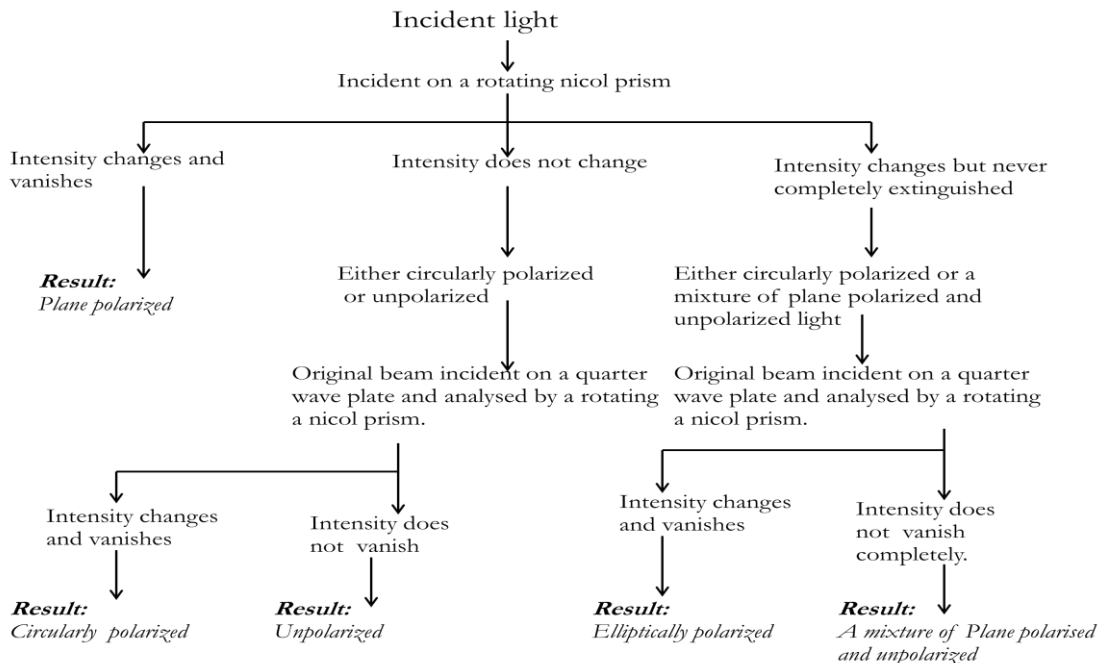 Incident light
Incident on a rotating nicol prism
Intensity changes and
vanishes
Intensity does not change
Intensity changes but never
completely extinguished
Result:
Plane polarized
Either circularly polarized
or unpolarized
Either circularly polarized or a
mixture of plane polarized and
unpolarized light
Original beam incident on a quarter
wave plate and analysed by a rotating
a nicol prism.
Original beam incident on a quarter
wave plate and analysed by a rotating
a nicol prism.
Intensity changes
and vanishes
Intensity does
not vanish
Intensity changes
and vanishes
Intensity does
not vanish
completely.
Result:
Circularly polarized
Result:
Unpolarized
Result:
Elliptically polarized
Result:
A mixture of Plane polarised
and unpolarized